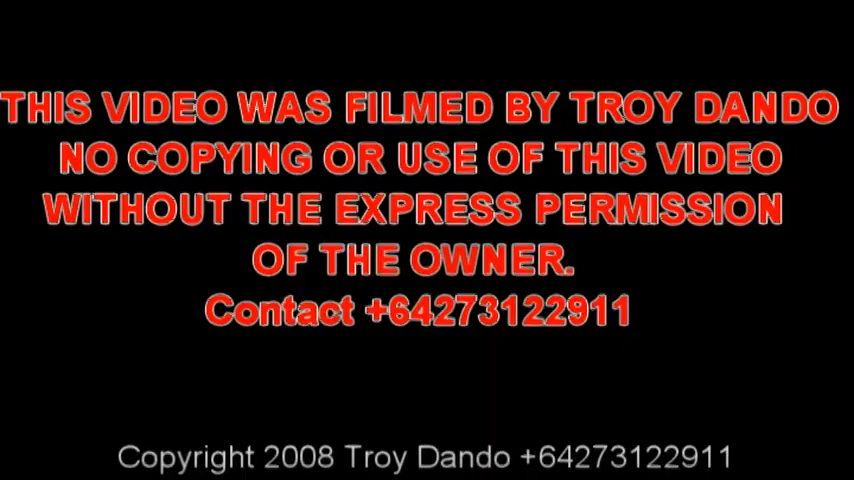 THIS VIDEO WAS FILMED BY TROY DANDO
NO COPYING OR USE OF THIS VIDEO
WITHOUT THE EXPRESS PERMISSION
OF THE OWNER.
Contact +64273122911
Copyright 2008 Troy Dando +64273122911